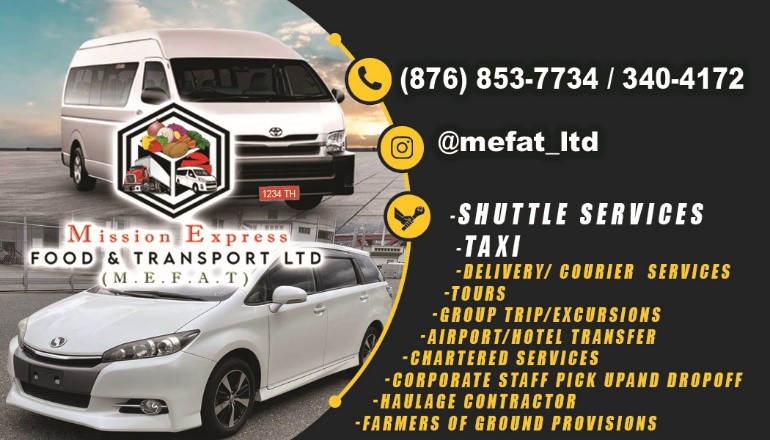 (876) 853-7734 / 340-4172
@mefat_ltd
1234 TH
Mission Express
FOOD & TRANSPORT LTD
(M.E.F.A.T)
-SHUTTLE SERVICES
-TAXI
-DELIVERY/ COURIER SERVICES
-TOURS
-GROUP TRIP/EXCURSIONS
-AIRPORT/HOTEL TRANSFER
-CHARTERED SERVICES
-CORPORATE STAFF PICK UPAND DROPOFF
-HAULAGE CONTRACTOR
-FARMERS OF GROUND PROVISIONS